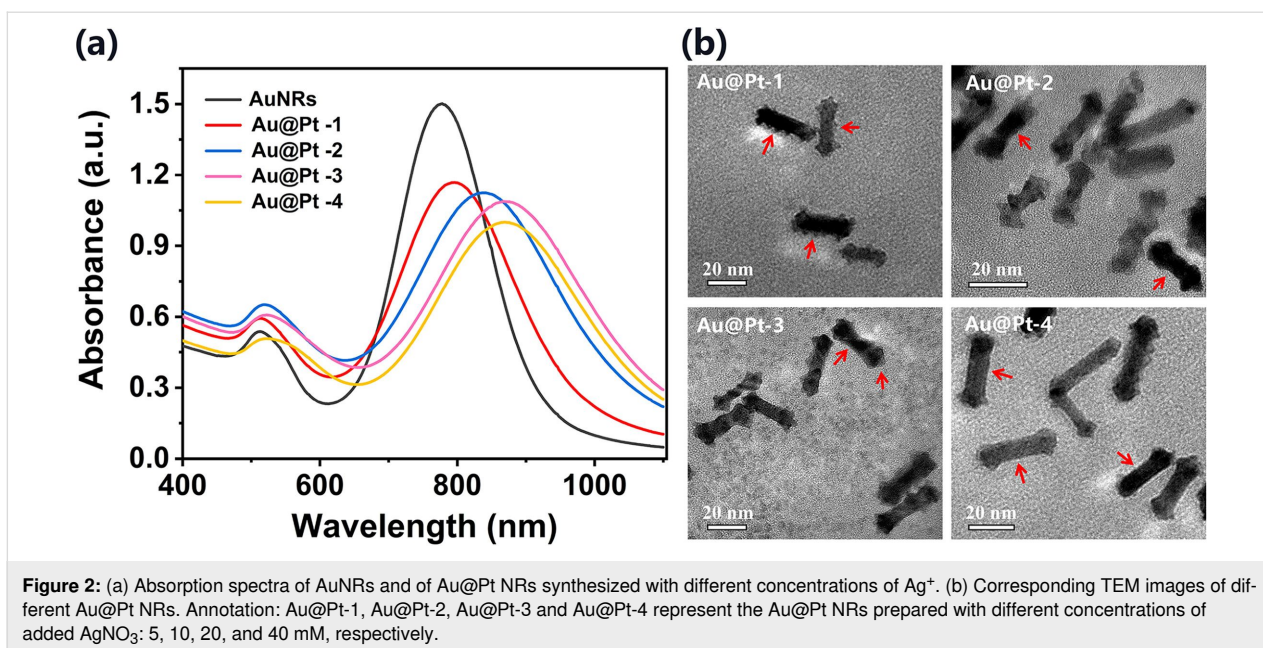 (a)
(b)
Absorbance (a.u.)
1.5
1.2
0.9
0.6
0.3
0.0
AuNRs
Au@Pt -1
Au@Pt -2
Au@Pt -3
Au@Pt -4
400
600
800
1000
Wavelength (nm)
Au@Pt-1
20 nm
Au@Pt-2
20 nm
Au@Pt-3
20 nm
Au@Pt-4
20 nm
Figure 2: (a) Absorption spectra of AuNRs and of Au@Pt NRs synthesized with different concentrations of Ag⁺. (b) Corresponding TEM images of dif-
ferent Au@Pt NRs. Annotation: Au@Pt-1, Au@Pt-2, Au@Pt-3 and Au@Pt-4 represent the Au@Pt NRs prepared with different concentrations of
added AgNO₃: 5, 10, 20, and 40 mM, respectively.